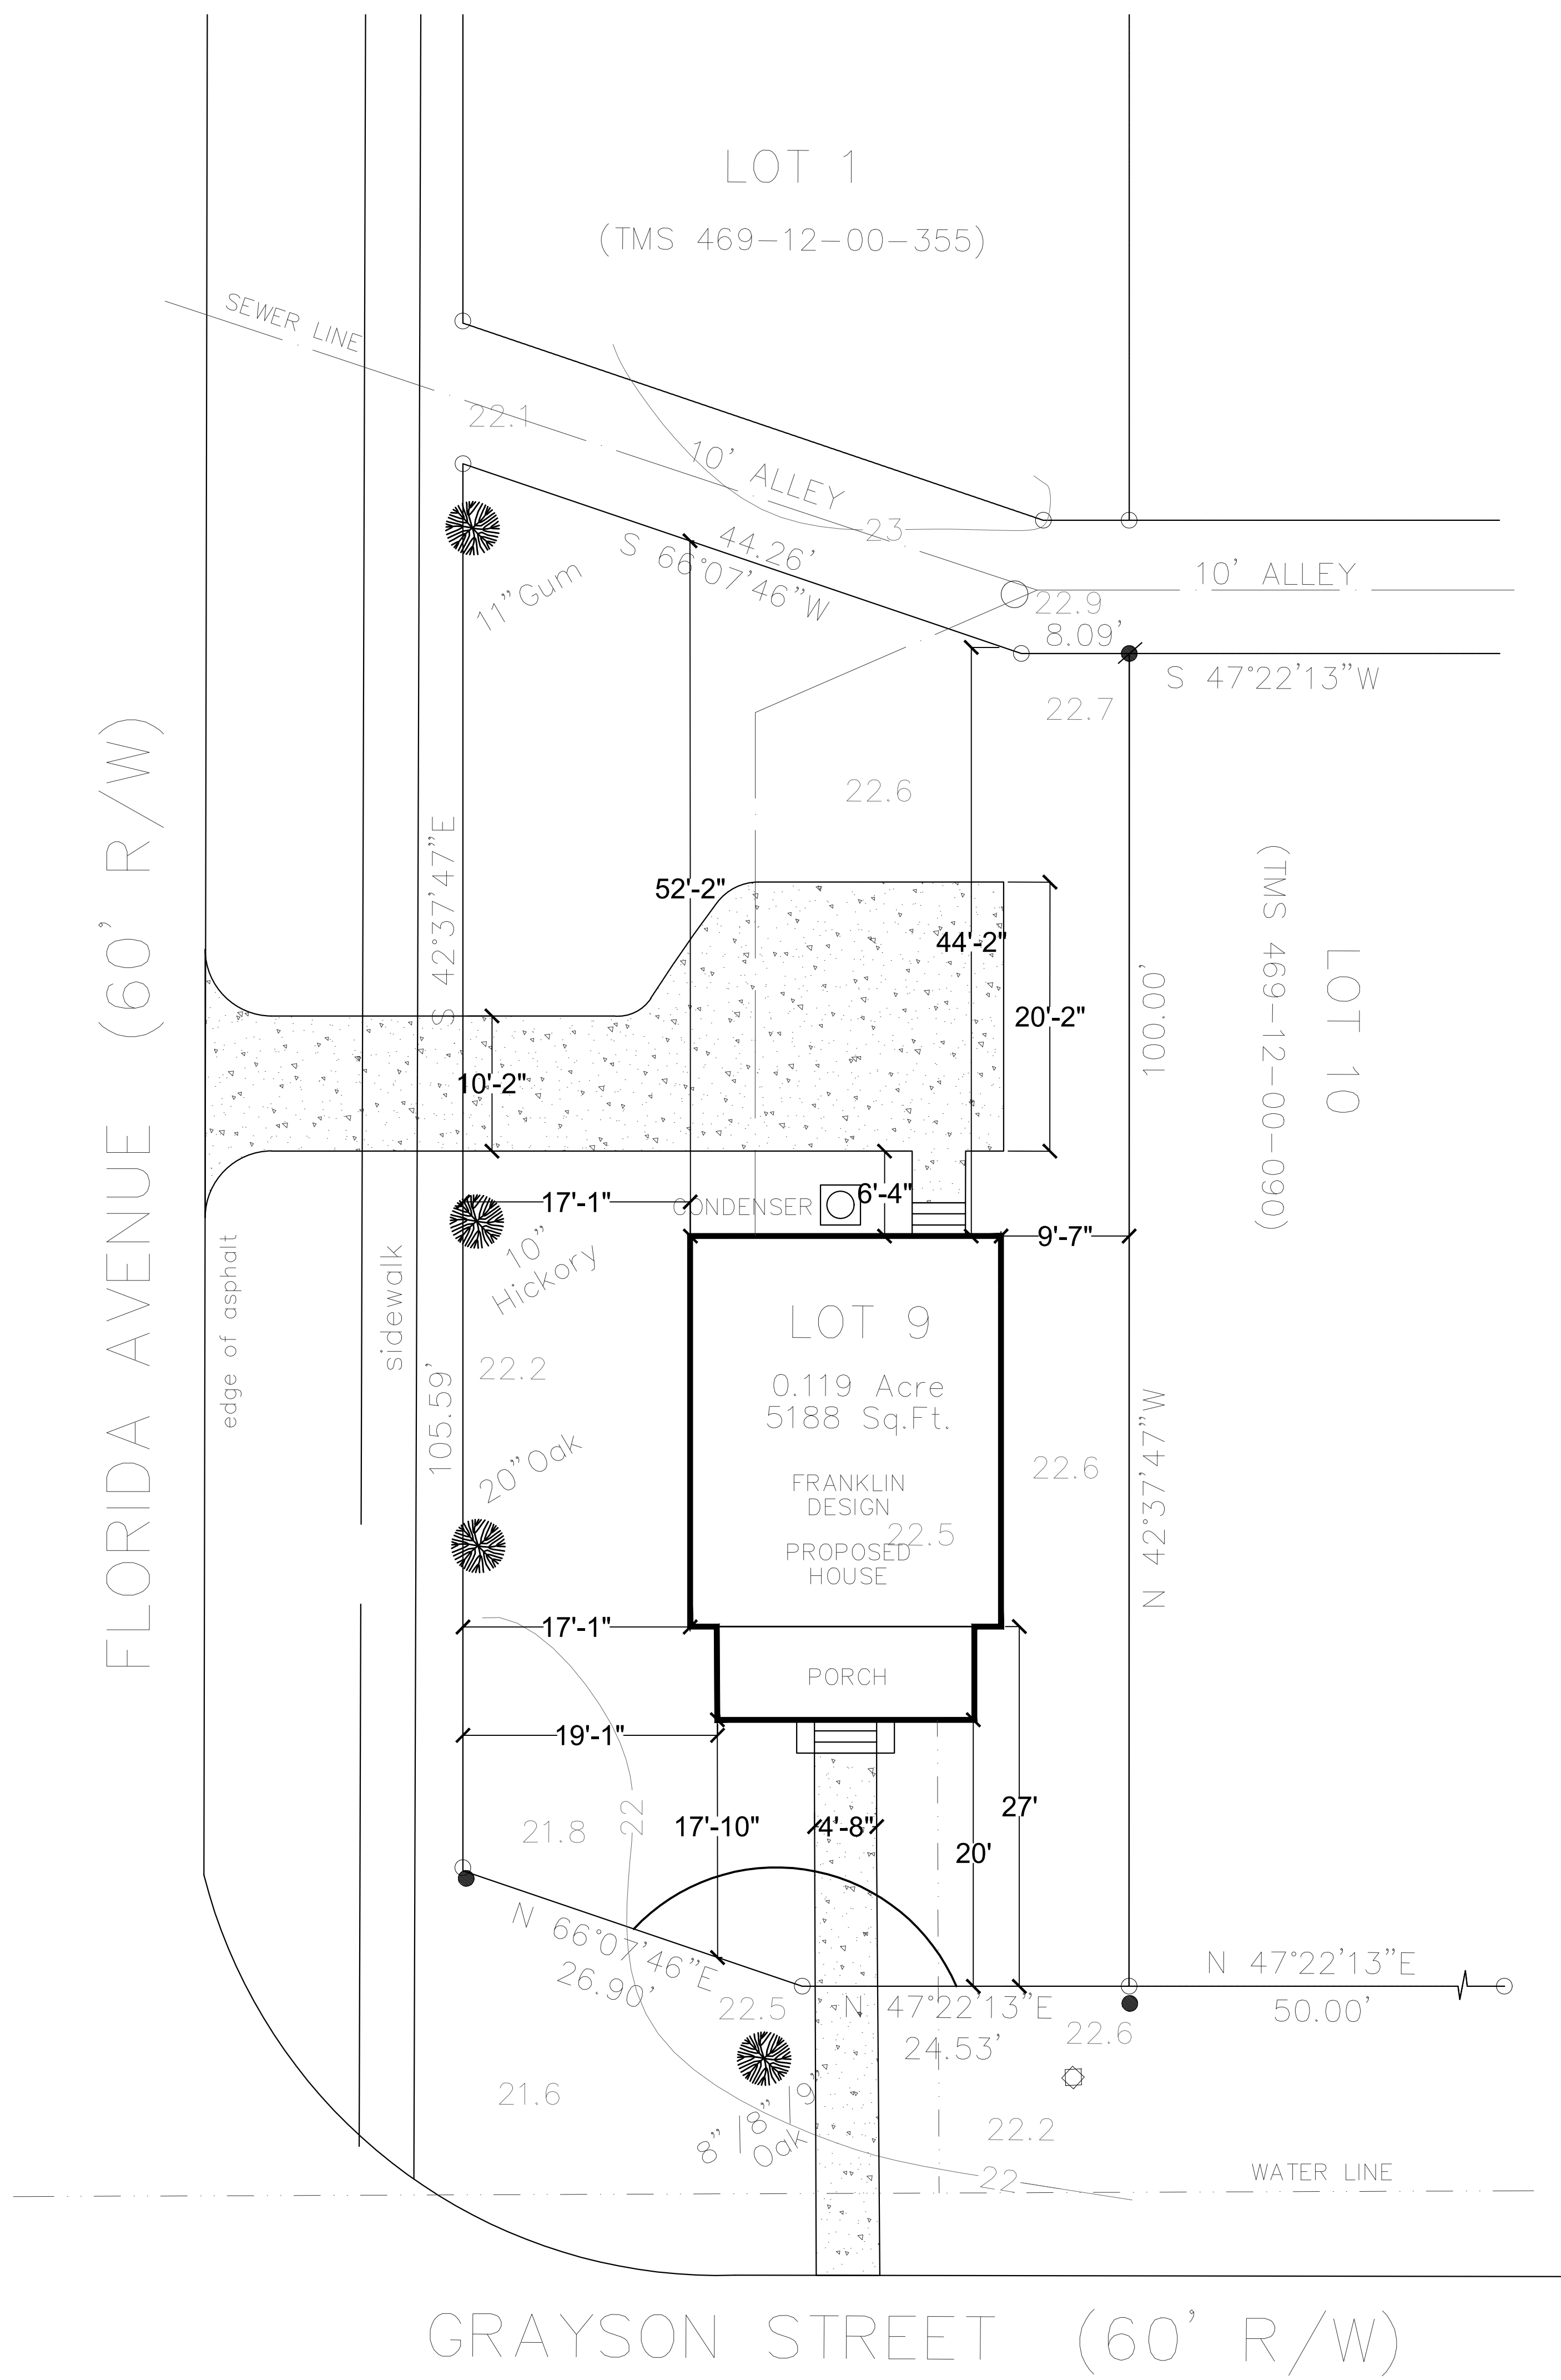 LOT 1
(TMS 469-12-00-355)
SEWER LINE
22.1
10' ALLEY
23
44.26'
S 66°07'46"W
11"Gum
10' ALLEY
22.9
8.09'
S 47°22'13"W
22.7
22.6
FLORIDA AVENUE (60' R/W)
S 42°37'47"E
105.59'
52'-2"
44'-2"
20'-2"
10'-2"
100.00'
N 42°37'47"W
LOT 10
(TMS 469-12-00-090)
17'-1"
CONDENSER
6'-4"
9'-7"
10"
Hickory
edge of asphalt
sidewalk
LOT 9
0.119 Acre
5188 Sq.Ft.
22.2
20"Oak
22.6
FRANKLIN
DESIGN
22.5
PROPOSED
HOUSE
17'-1"
PORCH
19'-1"
22
21.8
17'-10"
4'-8"
27'
20'
N 66°07'46"E
26.90'
22.5
N 47°22'13"E
24.53'
N 47°22'13"E
50.00'
22.6
21.6
8"/8"/9"
Oak
22.2
22
WATER LINE
GRAYSON STREET (60' R/W)